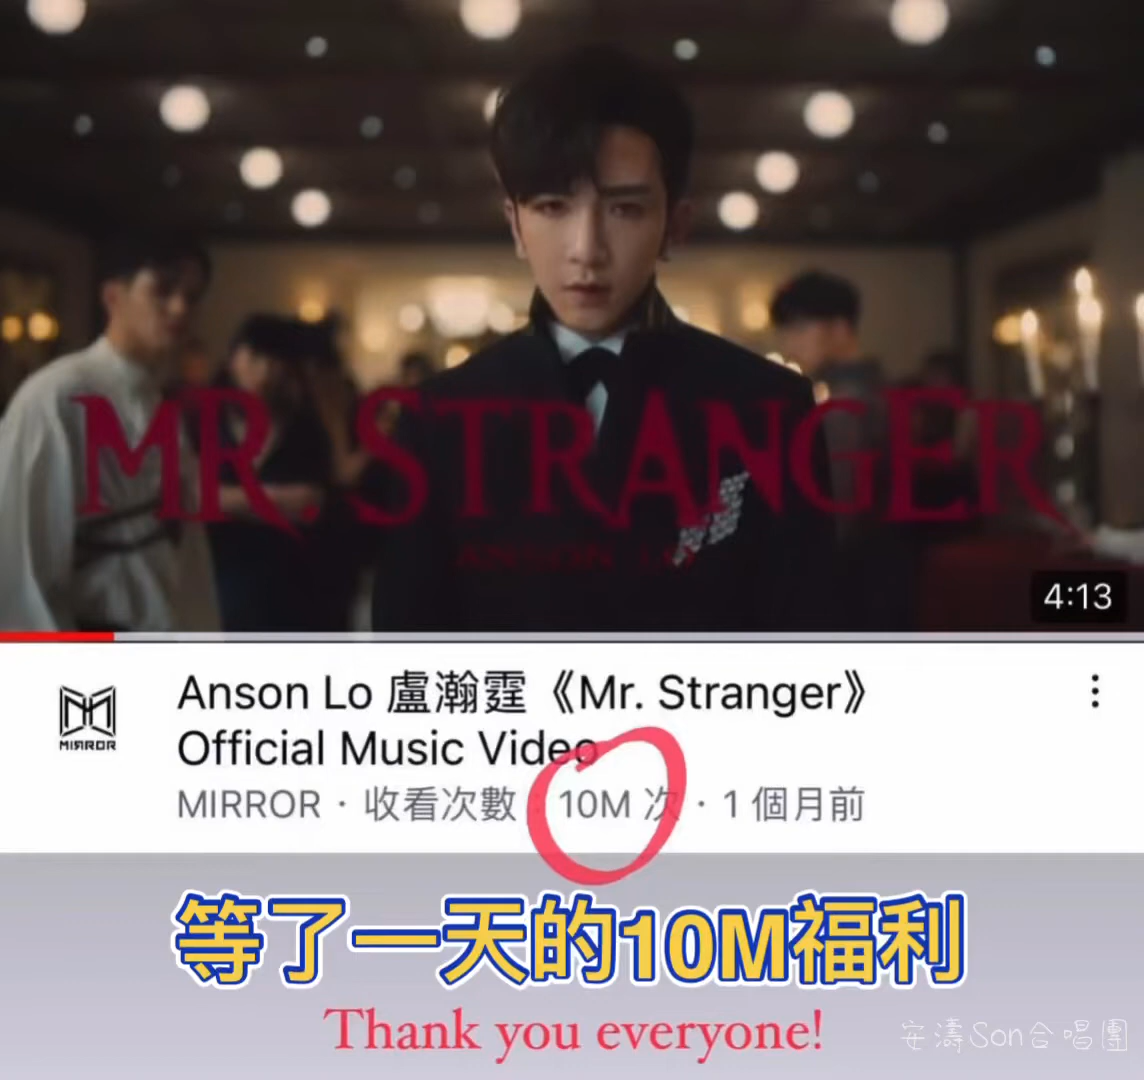 MR. STRANGER
ANSON LO
4:13
MIRROR
Anson Lo 盧瀚霆《Mr. Stranger》
Official Music Video
MIRROR · 收看次數：10M 次 · 1 個月前
等了一天的10M福利
Thank you everyone!
安濤Son合唱團